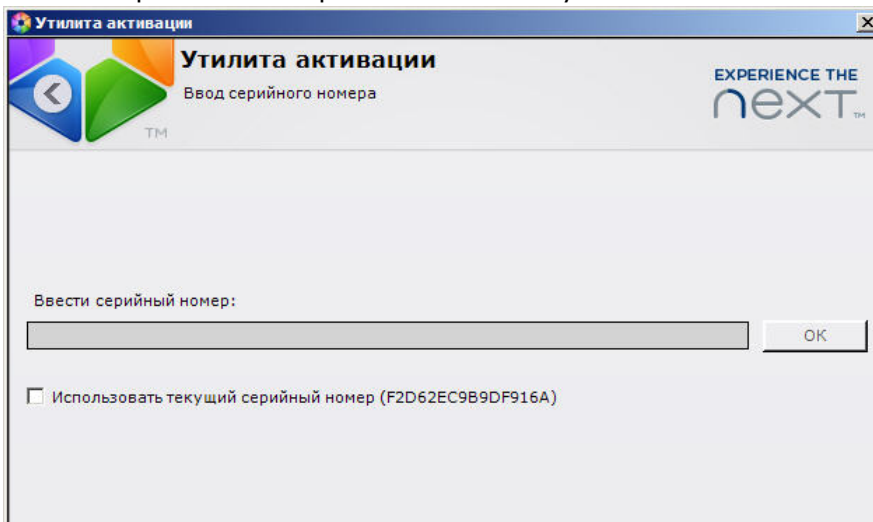 Утилита активации
Утилита активации
Ввод серийного номера
TM
EXPERIENCE THE
next TM
Ввести серийный номер:
OK
Использовать текущий серийный номер (F2D62EC9B9DF916A)